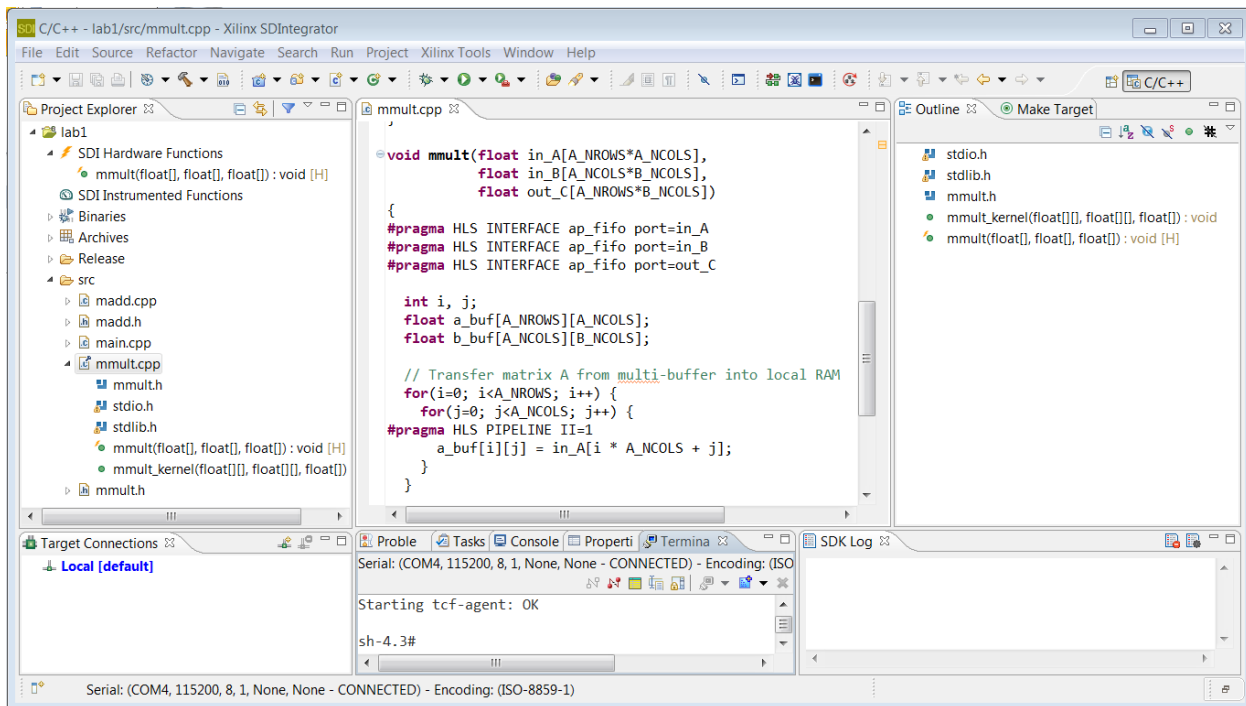 SDI C/C++ - lab1/src/mmult.cpp - Xilinx SDIntegrator
File Edit Source Refactor Navigate Search Run Project Xilinx Tools Window Help
C/C++
Project Explorer
lab1
SDI Hardware Functions
mmult(float[], float[], float[]) : void [H]
SDI Instrumented Functions
Binaries
Archives
Release
src
madd.cpp
madd.h
main.cpp
mmult.cpp
mmult.h
stdio.h
stdlib.h
mmult(float[], float[], float[]) : void [H]
mmult_kernel(float[][], float[][], float[])
mmult.h
mmult.cpp
}
void mmult(float in_A[A_NROWS*A_NCOLS],
float in_B[A_NCOLS*B_NCOLS],
float out_C[A_NROWS*B_NCOLS])
{
#pragma HLS INTERFACE ap_fifo port=in_A
#pragma HLS INTERFACE ap_fifo port=in_B
#pragma HLS INTERFACE ap_fifo port=out_C
int i, j;
float a_buf[A_NROWS][A_NCOLS];
float b_buf[A_NCOLS][B_NCOLS];
// Transfer matrix A from multi-buffer into local RAM
for(i=0; i<A_NROWS; i++) {
for(j=0; j<A_NCOLS; j++) {
#pragma HLS PIPELINE II=1
a_buf[i][j] = in_A[i * A_NCOLS + j];
}
}
Outline Make Target
stdio.h
stdlib.h
mmult.h
mmult_kernel(float[][], float[][], float[]) : void
mmult(float[], float[], float[]) : void [H]
Target Connections
Local [default]
Proble Tasks Console Properti Termina
Serial: (COM4, 115200, 8, 1, None, None - CONNECTED) - Encoding: (ISO
Starting tcf-agent: OK
sh-4.3#
SDK Log
Serial: (COM4, 115200, 8, 1, None, None - CONNECTED) - Encoding: (ISO-8859-1)